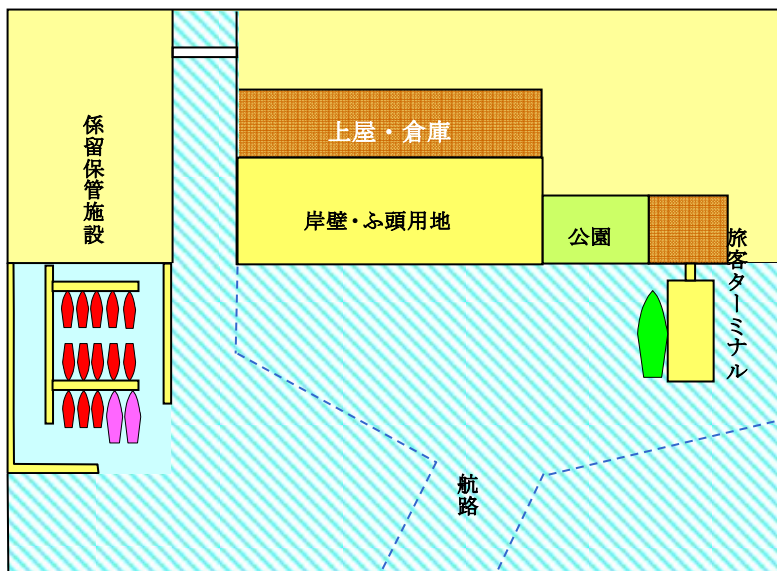 係留保管施設
上屋・倉庫
岸壁・ふ頭用地
公園
旅客ターミナル
航路